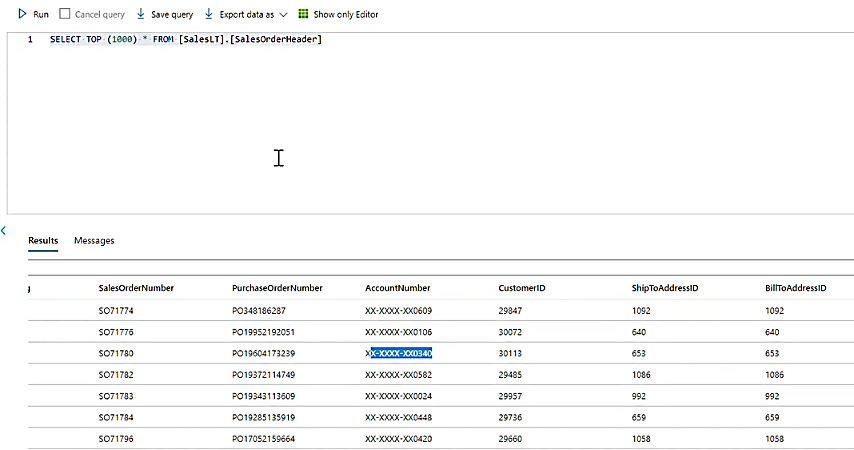 Run Cancel query Save query Export data as Show only Editor
1 SELECT TOP (1000) * FROM [SalesLT].[SalesOrderHeader]
Results Messages
SalesOrderNumber PurchaseOrderNumber AccountNumber CustomerID ShipToAddressID BillToAddressID
SO71774 PO348186287 XX-XXXX-XX0609 29847 1092 1092
SO71776 PO19952192051 XX-XXXX-XX0106 30072 640 640
SO71780 PO19604173239 XX-XXXX-XX0340 30113 653 653
SO71782 PO19372114749 XX-XXXX-XX0582 29485 1086 1086
SO71783 PO19343113609 XX-XXXX-XX0024 29957 992 992
SO71784 PO19285135919 XX-XXXX-XX0448 29736 659 659
SO71796 PO17052159664 XX-XXXX-XX0420 29660 1058 1058